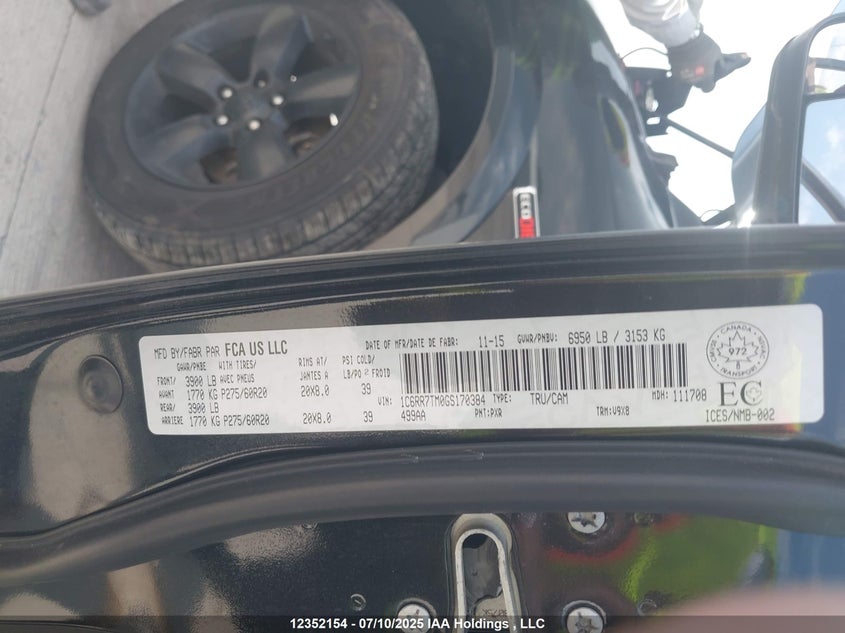 MFD BY/FABR PAR FCA US LLC
DATE OF MFR/DATE DE FABR: 11-15 GVWR/PNBV: 6950 LB / 3153 KG
GAWR/PNBE WITH TIRES/ RIMS AT/ PSI COLD/
FRONT/ 3900 LB AVEC PNEUS JANTES A LB/PO2 FROID
AVANT 1770 KG P275/60R20 20X8.0 39
REAR/ 3900 LB
ARRIERE 1770 KG P275/60R20 20X8.0 39
VIN: 1C6RR7TM0GS170384 TYPE: TRU/CAM MDH: 111708
499AA PNT:PXR TRM:V9X8
CANADA
972
8
TRANSPORT
EC
ICES/NMB-002
12352154 - 07/10/2025 IAA Holdings , LLC